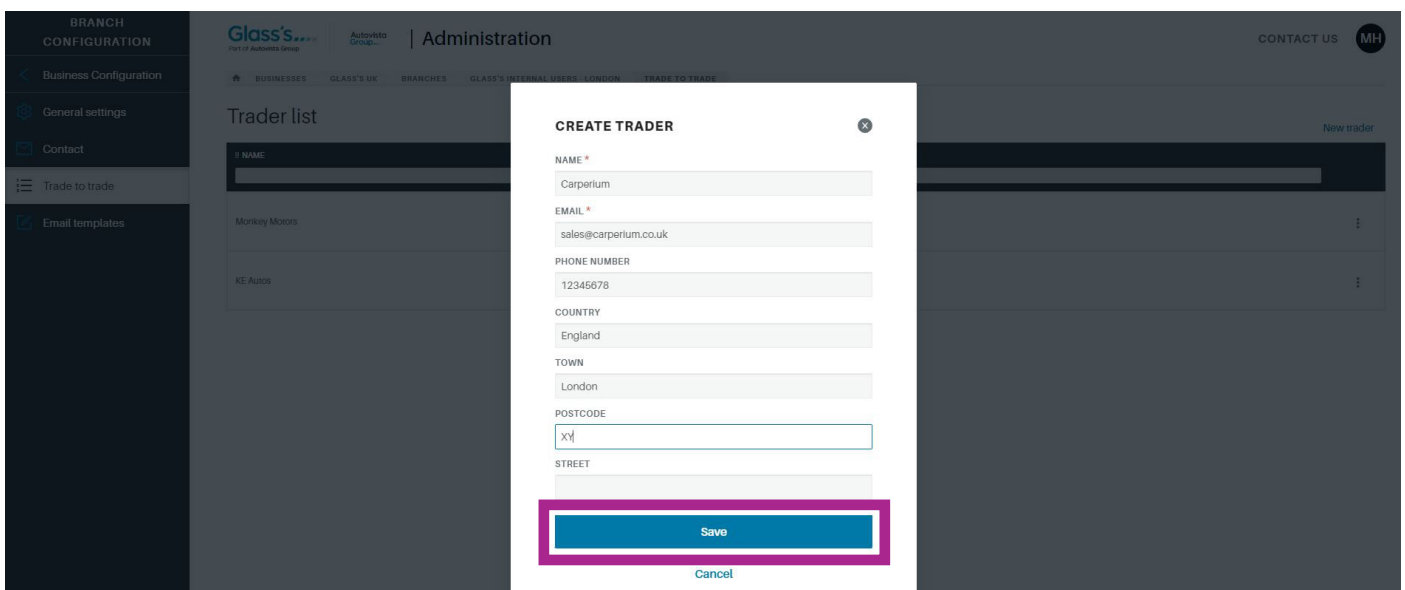 BRANCH
CONFIGURATION
Business Configuration
General settings
Contact
Trade to trade
Email templates
Glass's.....
Part of Autovista Group
Autovista
Group...
| Administration
CONTACT US
MH
BUSINESSES GLASS'S UK BRANCHES GLASS'S INTERNAL USERS LONDON TRADE TO TRADE
Trader list
New trader
NAME
Monkey Motors
KE Autos
CREATE TRADER
NAME *
Carperium
EMAIL *
sales@carperium.co.uk
PHONE NUMBER
12345678
COUNTRY
England
TOWN
London
POSTCODE
XY
STREET
Save
Cancel